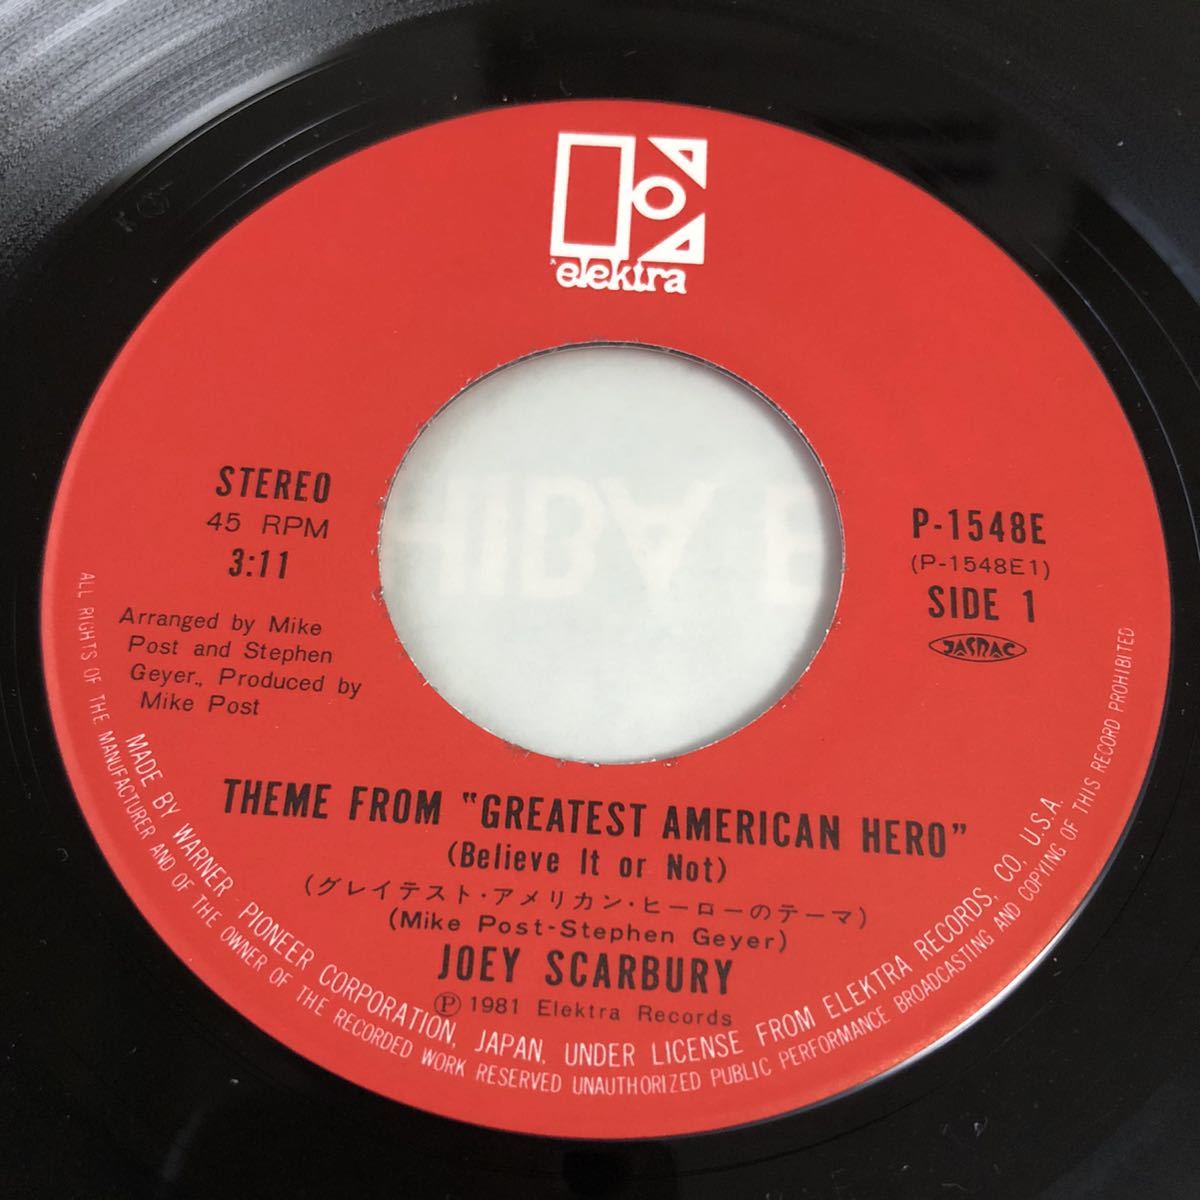 elektra
STEREO
45 RPM
3:11
Arranged by Mike
Post and Stephen
Geyer., Produced by
Mike Post
P-1548E
(P-1548E1)
SIDE 1
JASRAC
THEME FROM "GREATEST AMERICAN HERO"
(Believe It or Not)
(グレイテスト・アメリカン・ヒーローのテーマ)
(Mike Post-Stephen Geyer)
JOEY SCARBURY
Ⓟ 1981 Elektra Records
MADE BY WARNER-PIONEER CORPORATION, JAPAN, UNDER LICENSE FROM ELEKTRA RECORDS, CO, U.S.A.
ALL RIGHTS OF THE MANUFACTURER AND OF THE OWNER OF THE RECORDED WORK RESERVED UNAUTHORIZED PUBLIC PERFORMANCE BROADCASTING AND COPYING OF THIS RECORD PROHIBITED